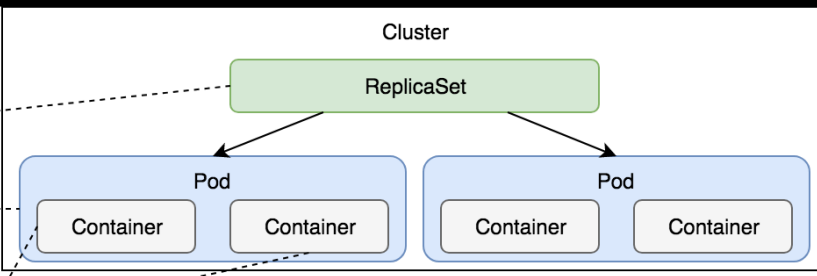 Cluster
ReplicaSet
Pod
Pod
Container
Container
Container
Container